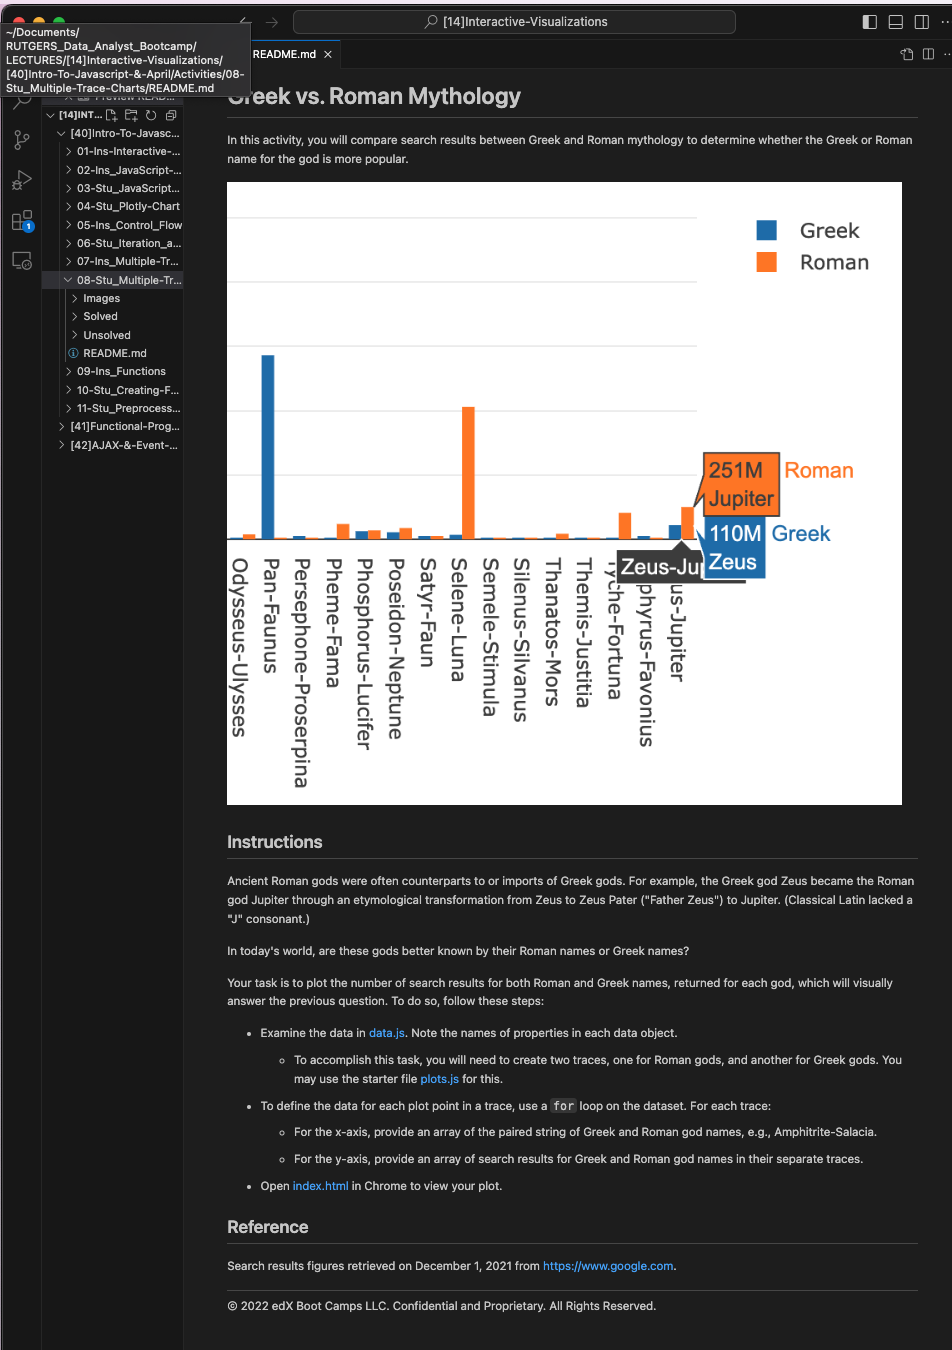 [14]Interactive-Visualizations
~/Documents/
RUTGERS_Data_Analyst_Bootcamp/
LECTURES/[14]Interactive-Visualizations/
[40]Intro-To-Javascript-&-April/Activities/08-
Stu_Multiple-Trace-Charts/README.md
README.md
Preview READ...
[14]INT...
[40]Intro-To-Javasc...
01-Ins-Interactive-...
02-Ins_JavaScript-...
03-Stu_JavaScript...
04-Stu_Plotly-Chart
05-Ins_Control_Flow
06-Stu_Iteration_a...
07-Ins_Multiple-Tr...
08-Stu_Multiple-Tr...
Images
Solved
Unsolved
README.md
09-Ins_Functions
10-Stu_Creating-F...
11-Stu_Preprocess...
[41]Functional-Prog...
[42]AJAX-&-Event-...
1
Greek vs. Roman Mythology
In this activity, you will compare search results between Greek and Roman mythology to determine whether the Greek or Roman
name for the god is more popular.
Greek
Roman
251M
Jupiter
Roman
110M
Zeus
Greek
Zeus-Ju
Odysseus-Ulysses
Pan-Faunus
Persephone-Proserpina
Pheme-Fama
Phosphorus-Lucifer
Poseidon-Neptune
Satyr-Faun
Selene-Luna
Semele-Stimula
Silenus-Silvanus
Thanatos-Mors
Themis-Justitia
yche-Fortuna
phyrus-Favonius
us-Jupiter
Instructions
Ancient Roman gods were often counterparts to or imports of Greek gods. For example, the Greek god Zeus became the Roman
god Jupiter through an etymological transformation from Zeus to Zeus Pater ("Father Zeus") to Jupiter. (Classical Latin lacked a
"J" consonant.)
In today's world, are these gods better known by their Roman names or Greek names?
Your task is to plot the number of search results for both Roman and Greek names, returned for each god, which will visually
answer the previous question. To do so, follow these steps:
• Examine the data in data.js. Note the names of properties in each data object.
◦ To accomplish this task, you will need to create two traces, one for Roman gods, and another for Greek gods. You
may use the starter file plots.js for this.
• To define the data for each plot point in a trace, use a for loop on the dataset. For each trace:
◦ For the x-axis, provide an array of the paired string of Greek and Roman god names, e.g., Amphitrite-Salacia.
◦ For the y-axis, provide an array of search results for Greek and Roman god names in their separate traces.
• Open index.html in Chrome to view your plot.
Reference
Search results figures retrieved on December 1, 2021 from https://www.google.com.
© 2022 edX Boot Camps LLC. Confidential and Proprietary. All Rights Reserved.